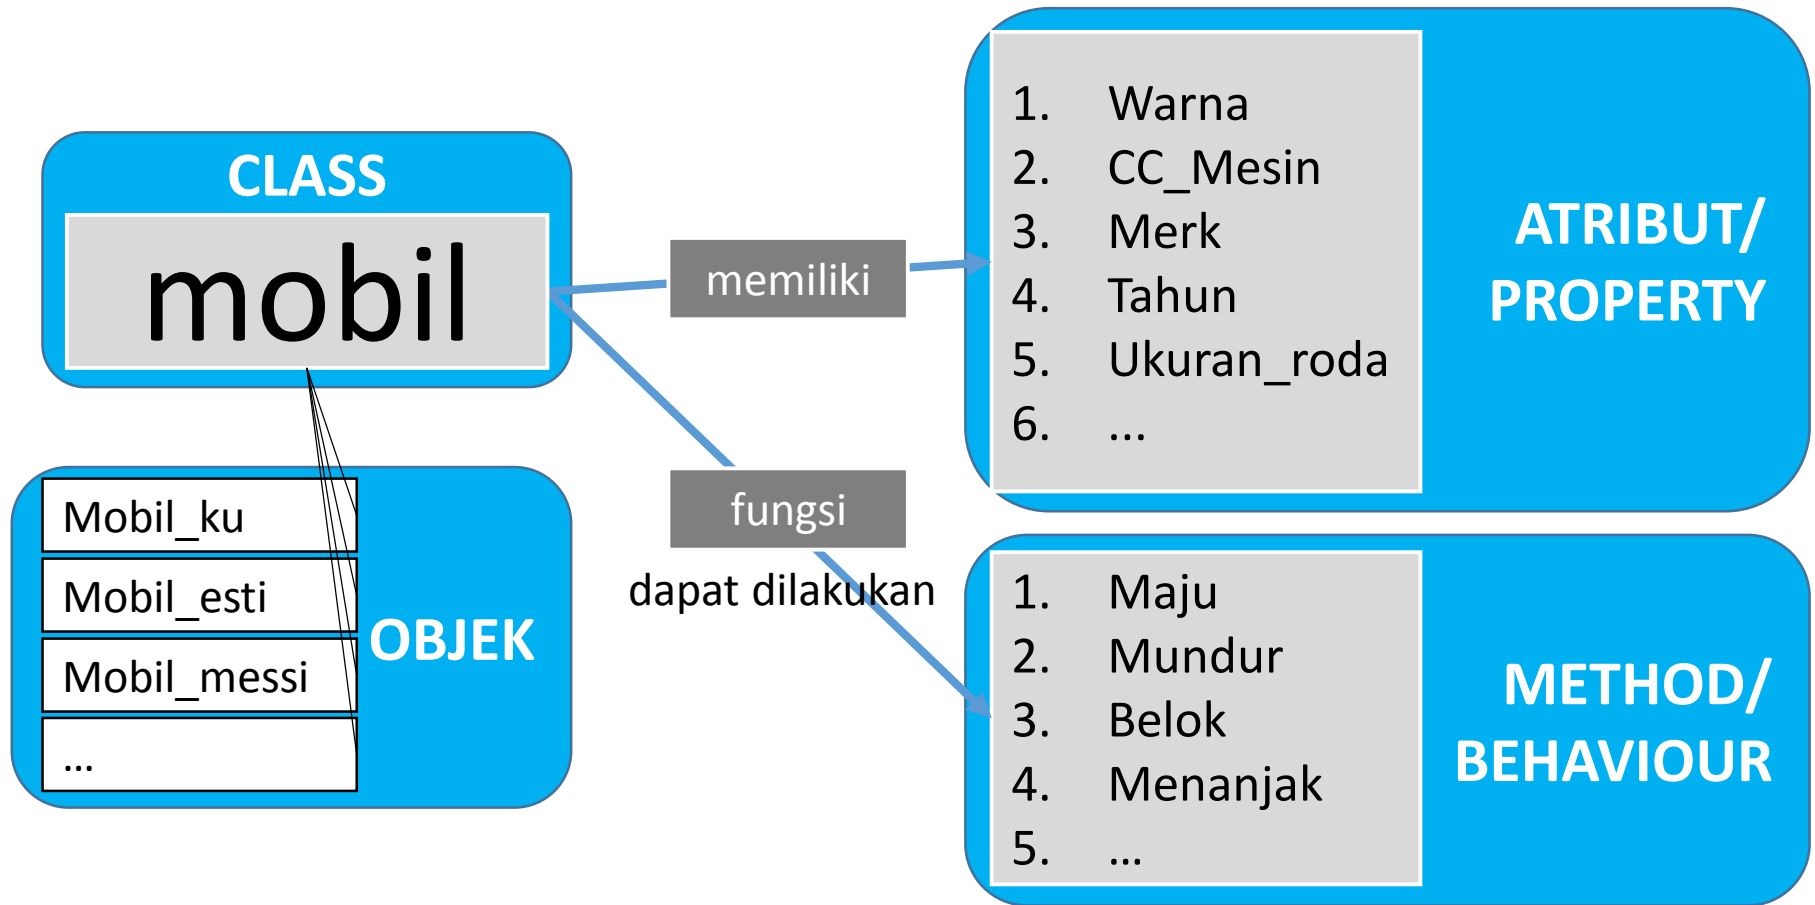 CLASS
mobil
Mobil_ku
Mobil_esti
Mobil_messi
...
OBJEK
memiliki
fungsi
dapat dilakukan
1. Warna
2. CC_Mesin
3. Merk
4. Tahun
5. Ukuran_roda
6. ...
ATRIBUT/
PROPERTY
1. Maju
2. Mundur
3. Belok
4. Menanjak
5. ...
METHOD/
BEHAVIOUR